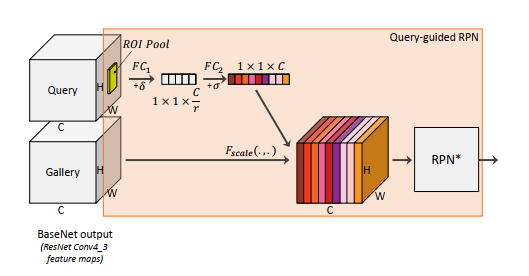 Query-guided RPN
ROI Pool
Query
H
W
C
FC₁
+δ
1 × 1 × C/r
FC₂
+σ
1 × 1 × C
Gallery
H
W
C
F_scale(.,.)
H
W
C
RPN*
BaseNet output
(ResNet Conv4_3
feature maps)